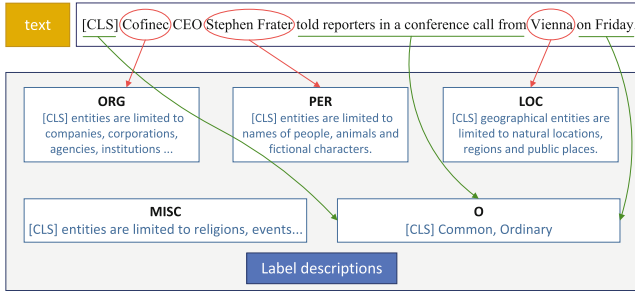 text
[CLS] Cofinec CEO Stephen Frater told reporters in a conference call from Vienna on Friday.
ORG
[CLS] entities are limited to
companies, corporations,
agencies, institutions ...
PER
[CLS] entities are limited to
names of people, animals and
fictional characters.
LOC
[CLS] geographical entities are
limited to natural locations,
regions and public places.
MISC
[CLS] entities are limited to religions, events...
O
[CLS] Common, Ordinary
Label descriptions